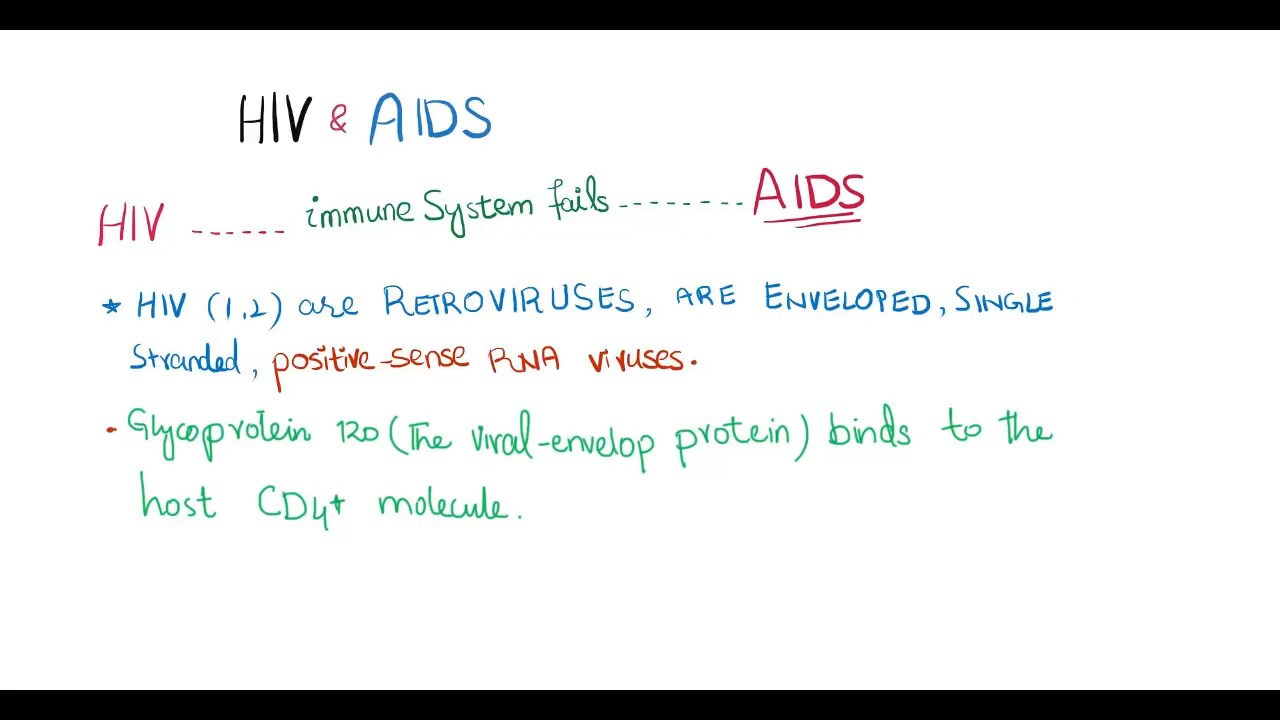 HIV & AIDS
HIV ...... immune System fails ........ AIDS
* HIV (1,2) are RETROVIRUSES, ARE ENVELOPED, SINGLE
Stranded, positive-sense RNA viruses.
• Glycoprotein 120 (The viral-envelop protein) binds to the
host CD4+ molecule.